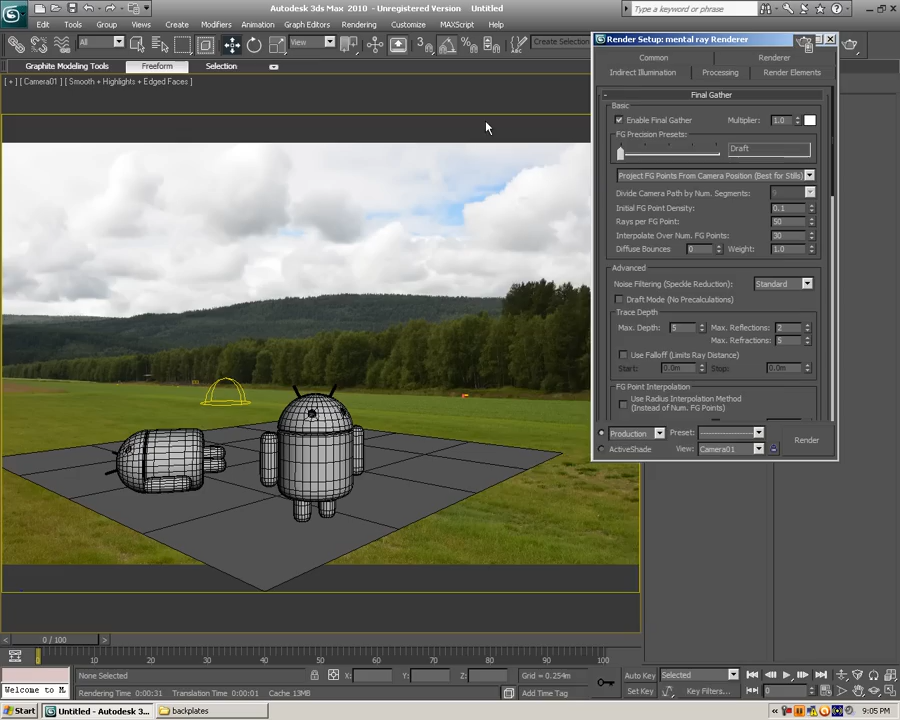 Autodesk 3ds Max 2010 - Unregistered Version Untitled
Type a keyword or phrase
Edit Tools Group Views Create Modifiers Animation Graph Editors Rendering Customize MAXScript Help
All View 3 Create Selection
Graphite Modeling Tools Freeform Selection
[ + ] [ Camera01 ] [ Smooth + Highlights + Edged Faces ]
Render Setup: mental ray Renderer
Common Renderer
Indirect Illumination Processing Render Elements
- Final Gather
Basic
Enable Final Gather Multiplier: 1.0
FG Precision Presets:
Draft
Project FG Points From Camera Position (Best for Stills)
Divide Camera Path by Num. Segments:
Initial FG Point Density: 0.1
Rays per FG Point: 50
Interpolate Over Num. FG Points: 30
Diffuse Bounces 0 Weight: 1.0
Advanced
Noise Filtering (Speckle Reduction): Standard
Draft Mode (No Precalculations)
Trace Depth
Max. Depth: 5 Max. Reflections: 2
Max. Refractions: 5
Use Falloff (Limits Ray Distance)
Start: 0.0m Stop: 0.0m
FG Point Interpolation
Use Radius Interpolation Method
(Instead of Num. FG Points)
Production Preset: Render
ActiveShade View: Camera01
< 0 / 100 >
0 10 20 30 40 50 60 70 80 90 100
None Selected X: Y: Z: Grid = 0.254m Auto Key Selected
Welcome to M Rendering Time 0:00:31 Translation Time 0:00:01 Cache 13MB Add Time Tag Set Key Key Filters... 0
Start Untitled - Autodesk 3... backplates 9:05 PM